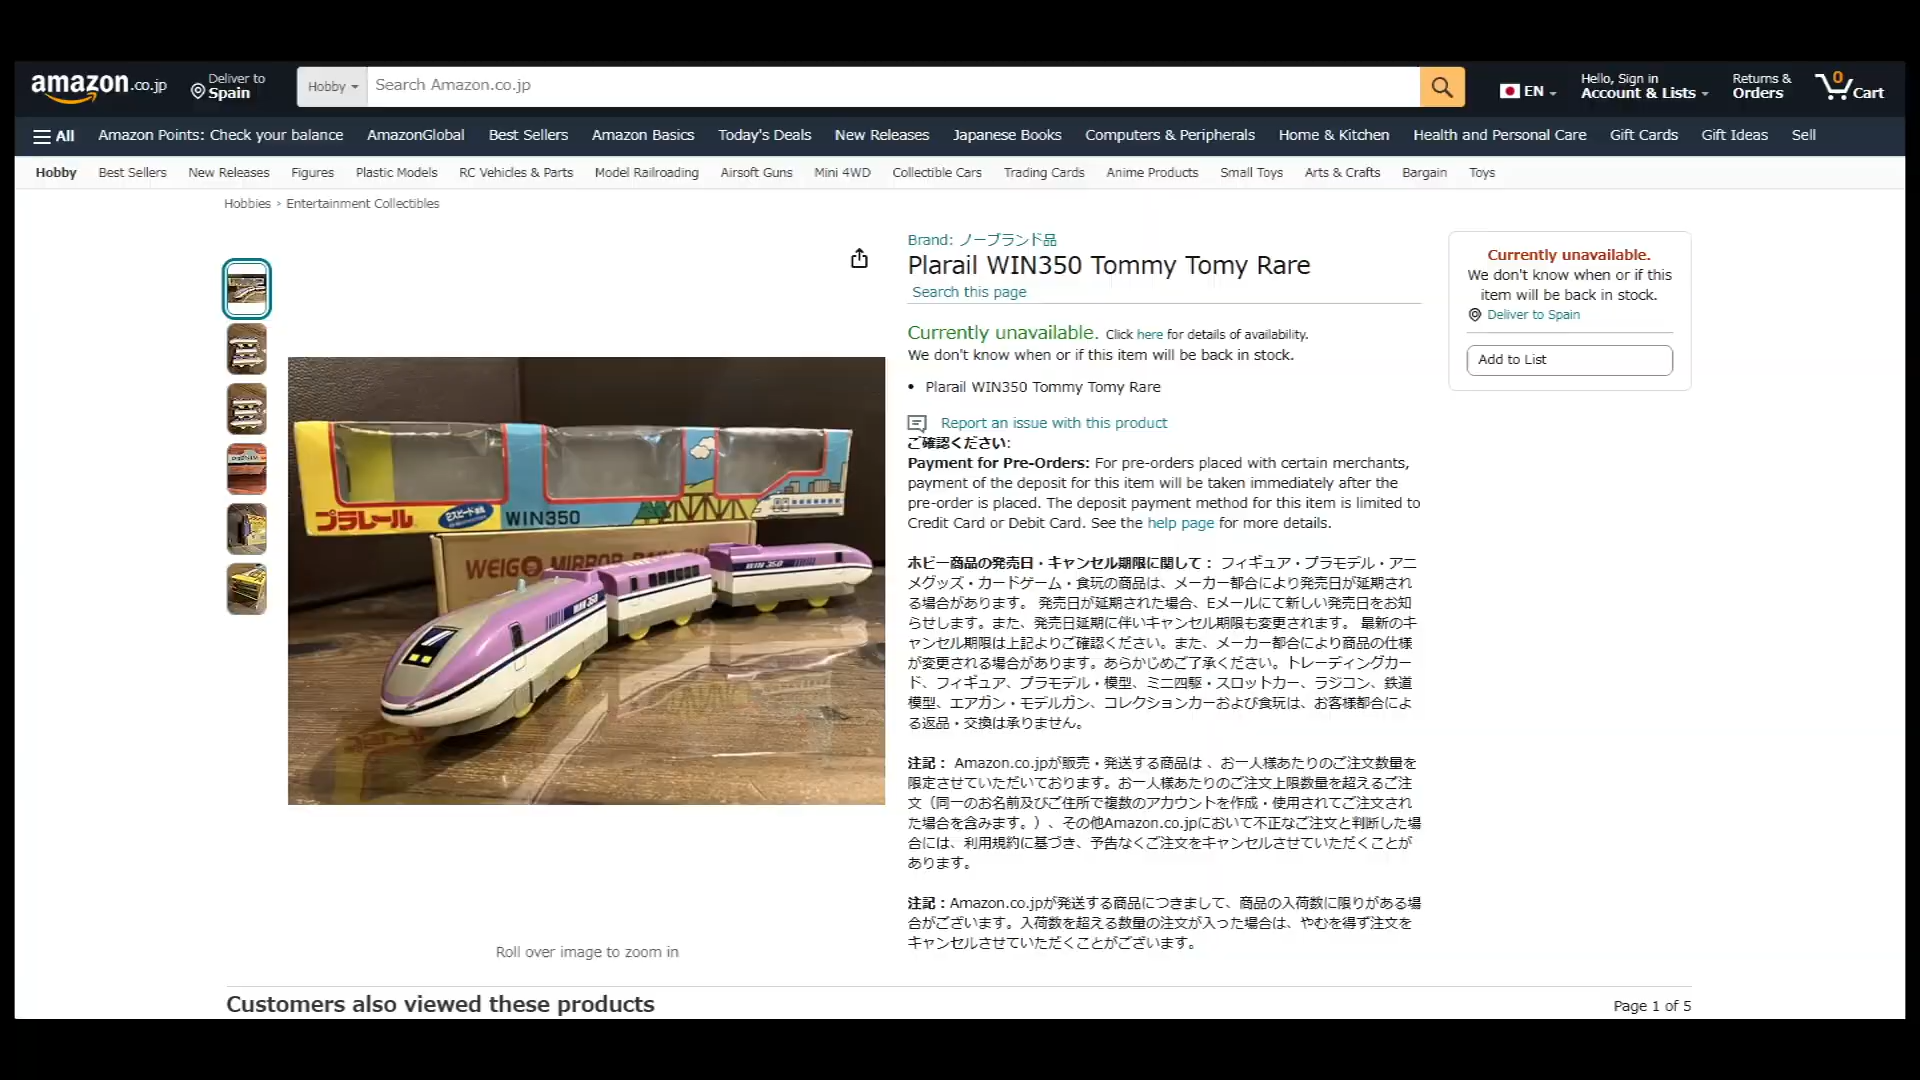 amazon.co.jp
Deliver to
Spain
Hobby
Search Amazon.co.jp
EN
Hello, Sign in
Account & Lists
Returns &
Orders
0
Cart
All
Amazon Points: Check your balance
AmazonGlobal
Best Sellers
Amazon Basics
Today's Deals
New Releases
Japanese Books
Computers & Peripherals
Home & Kitchen
Health and Personal Care
Gift Cards
Gift Ideas
Sell
Hobby
Best Sellers
New Releases
Figures
Plastic Models
RC Vehicles & Parts
Model Railroading
Airsoft Guns
Mini 4WD
Collectible Cars
Trading Cards
Anime Products
Small Toys
Arts & Crafts
Bargain
Toys
Hobbies › Entertainment Collectibles
プラレール
WIN350
WIN 350
WIN 350
Roll over image to zoom in
Brand: ノーブランド品
Plarail WIN350 Tommy Tomy Rare
Search this page
Currently unavailable. Click here for details of availability.
We don't know when or if this item will be back in stock.
• Plarail WIN350 Tommy Tomy Rare
Report an issue with this product
ご確認ください:
Payment for Pre-Orders: For pre-orders placed with certain merchants,
payment of the deposit for this item will be taken immediately after the
pre-order is placed. The deposit payment method for this item is limited to
Credit Card or Debit Card. See the help page for more details.
ホビー商品の発売日・キャンセル期限に関して： フィギュア・プラモデル・アニ
メグッズ・カードゲーム・食玩の商品は、メーカー都合により発売日が延期され
る場合があります。 発売日が延期された場合、Eメールにて新しい発売日をお知
らせします。また、発売日延期に伴いキャンセル期限も変更されます。 最新のキ
ャンセル期限は上記よりご確認ください。また、メーカー都合により商品の仕様
が変更される場合があります。あらかじめご了承ください。トレーディングカー
ド、フィギュア、プラモデル・模型、ミニ四駆・スロットカー、ラジコン、鉄道
模型、エアガン・モデルガン、コレクションカーおよび食玩は、お客様都合によ
る返品・交換は承りません。
注記： Amazon.co.jpが販売・発送する商品は 、お一人様あたりのご注文数量を
限定させていただいております。お一人様あたりのご注文上限数量を超えるご注
文（同一のお名前及びご住所で複数のアカウントを作成・使用されてご注文され
た場合を含みます。）、その他Amazon.co.jpにおいて不正なご注文と判断した場
合には、利用規約に基づき、予告なくご注文をキャンセルさせていただくことが
あります。
注記：Amazon.co.jpが発送する商品につきまして、商品の入荷数に限りがある場
合がございます。入荷数を超える数量の注文が入った場合は、やむを得ず注文を
キャンセルさせていただくことがございます。
Currently unavailable.
We don't know when or if this
item will be back in stock.
Deliver to Spain
Add to List
Customers also viewed these products
Page 1 of 5